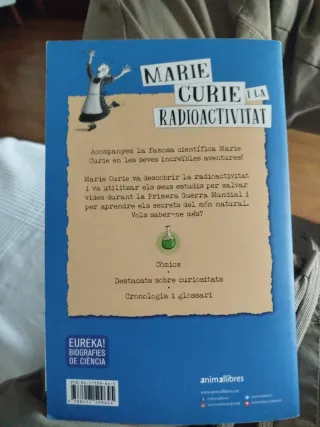 MARIE
CURIE I LA
RADIOACTIVITAT
Acompanyem la famosa científica Marie
Curie en les seves increïbles aventures!
Marie Curie va descobrir la radioactivitat
i va utilitzar els seus estudis per salvar
vides durant la Primera Guerra Mundial i
per aprendre els secrets del món natural.
Vols saber-ne més?
Còmics
Destacats sobre curiositats
Cronologia i glossari
EUREKA!
BIOGRAFIES
DE CIÈNCIA
animallibres